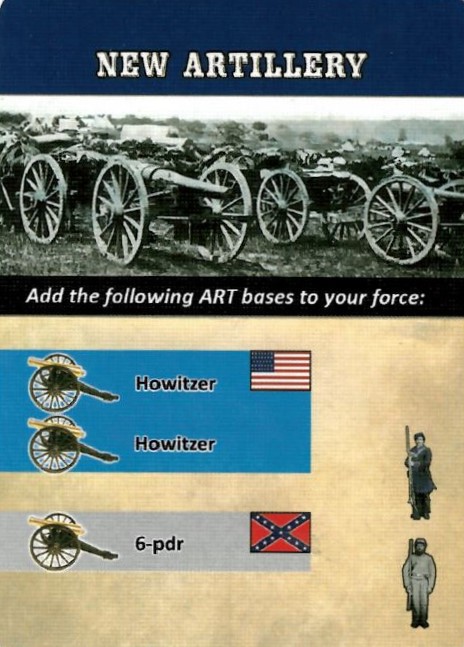 NEW ARTILLERY
Add the following ART bases to your force:
Howitzer
Howitzer
6-pdr